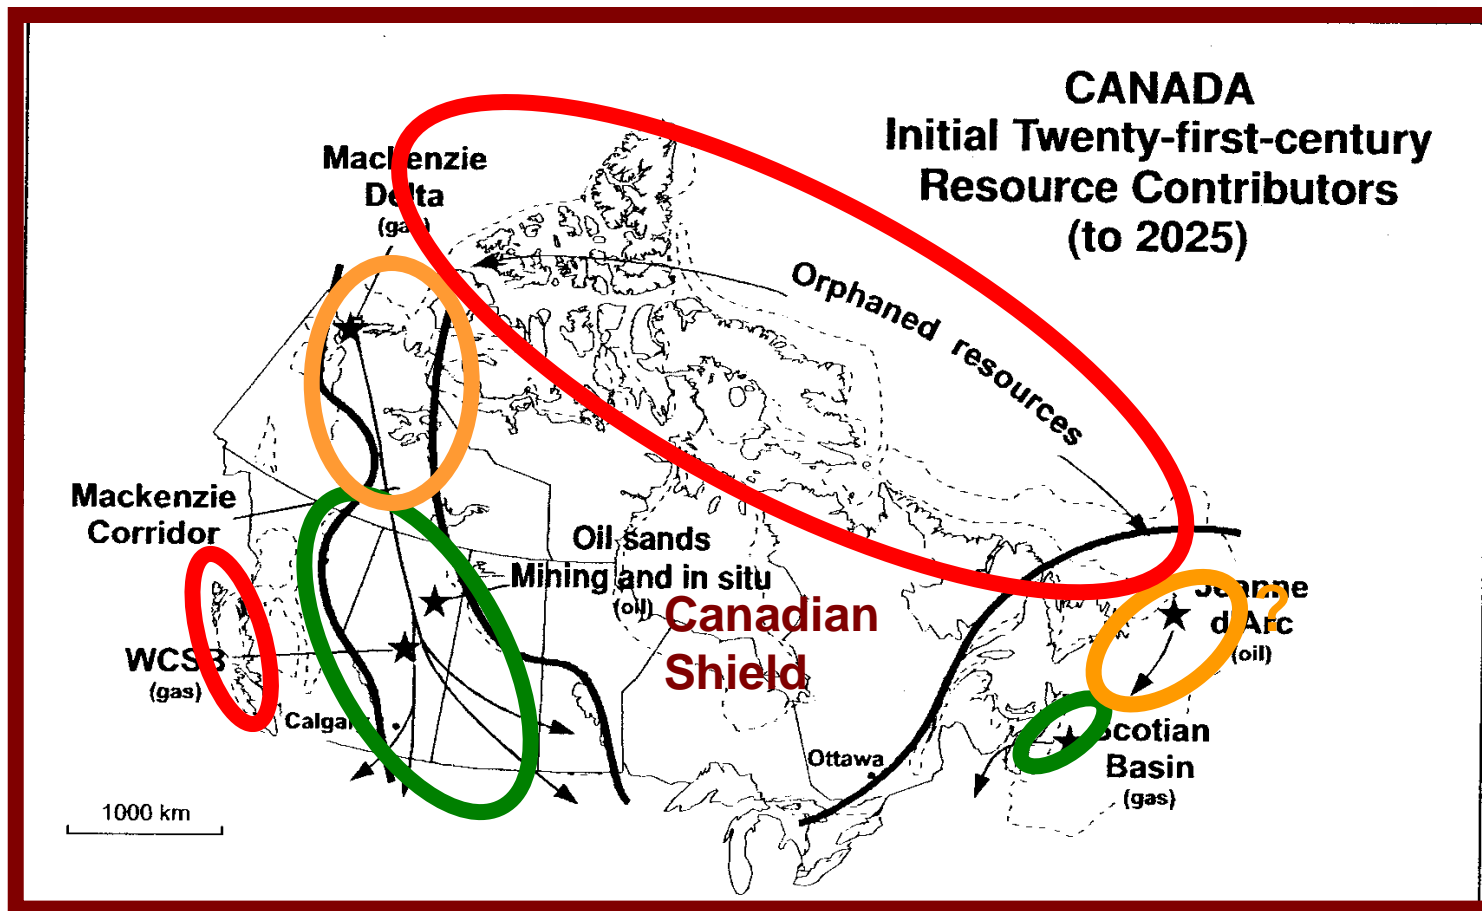 CANADA
Initial Twenty-first-century
Resource Contributors
(to 2025)
Mackenzie
Delta
(gas)
Orphaned resources
Mackenzie
Corridor
Oil sands
Mining and in situ
(oil)
Canadian
Shield
Jeanne
d'Arc
(oil)
?
WCSB
(gas)
Calgary
Ottawa
Scotian
Basin
(gas)
1000 km